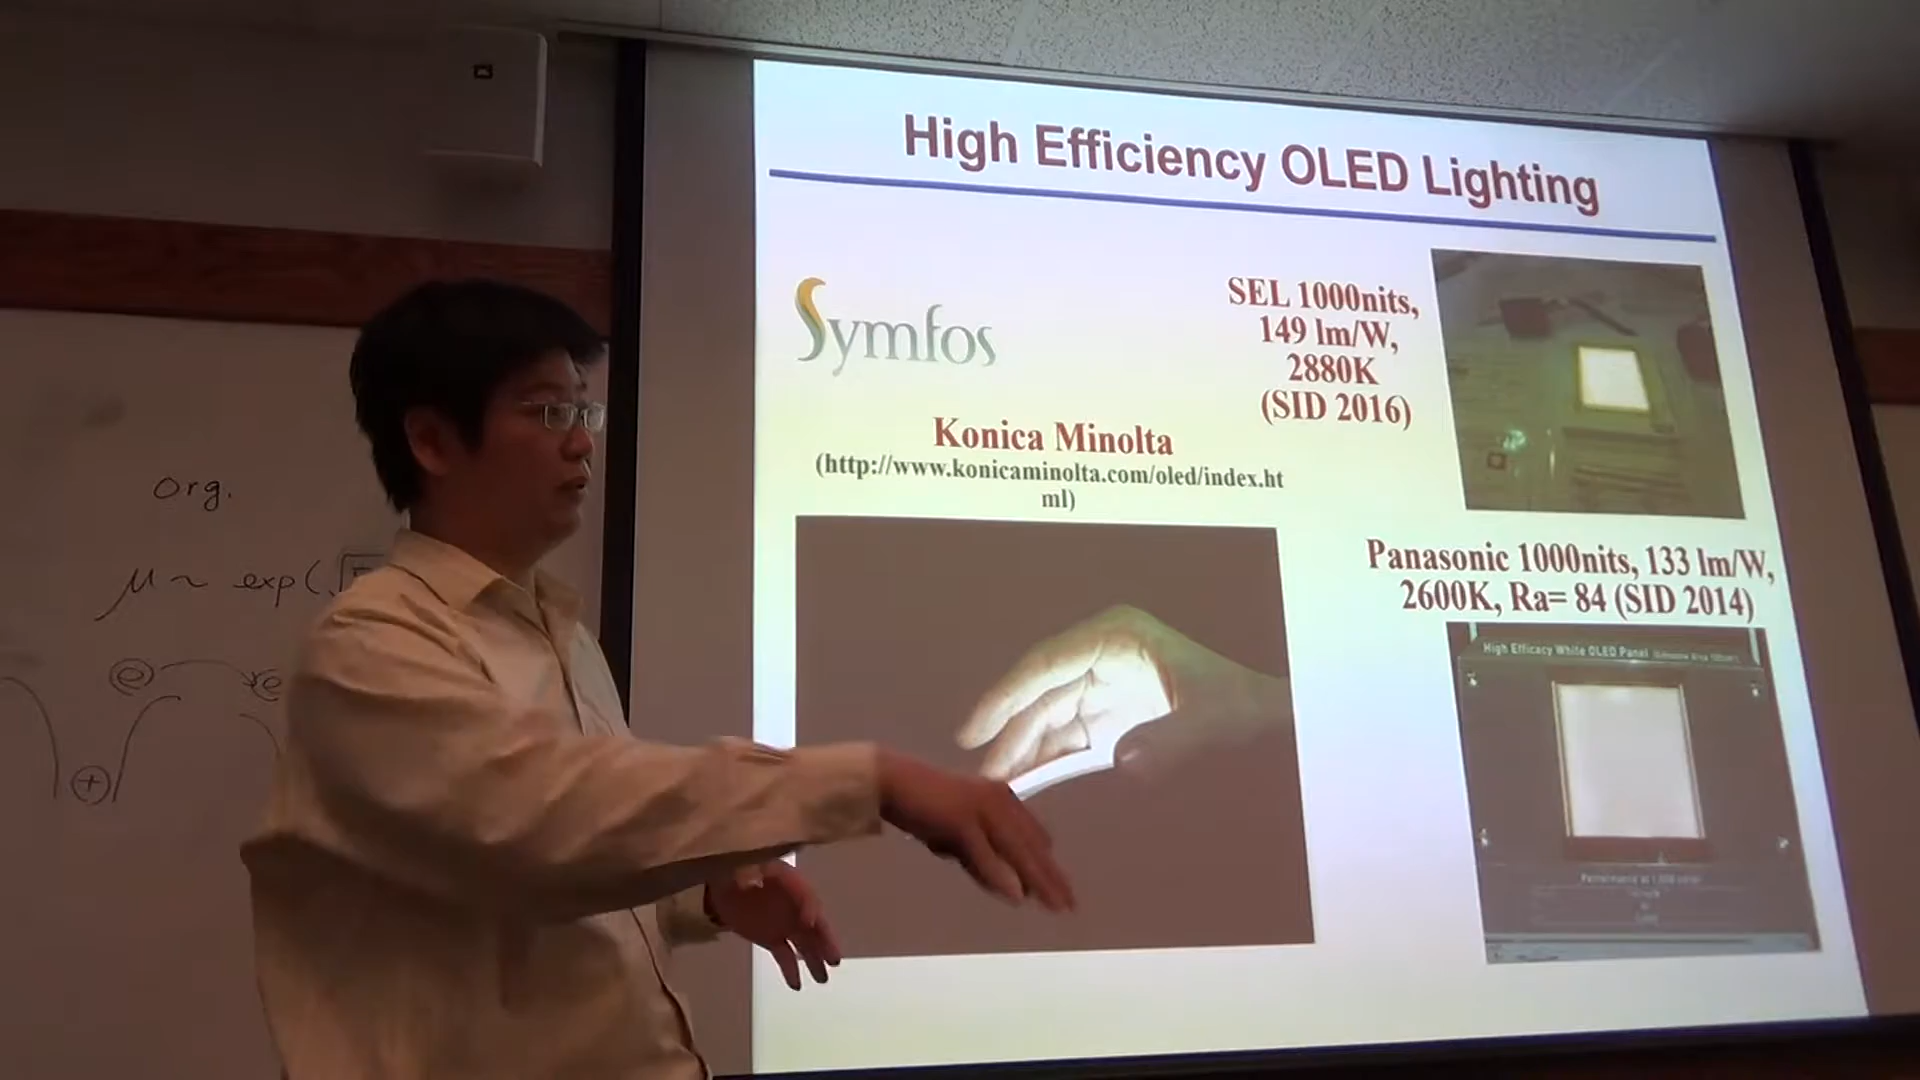 High Efficiency OLED Lighting
Symfos
SEL 1000nits,
149 lm/W,
2880K
(SID 2016)
Konica Minolta
(http://www.konicaminolta.com/oled/index.ht
ml)
Panasonic 1000nits, 133 lm/W,
2600K, Ra= 84 (SID 2014)
High Efficacy White OLED Panel
org.
μ ~ exp(√
e e
+